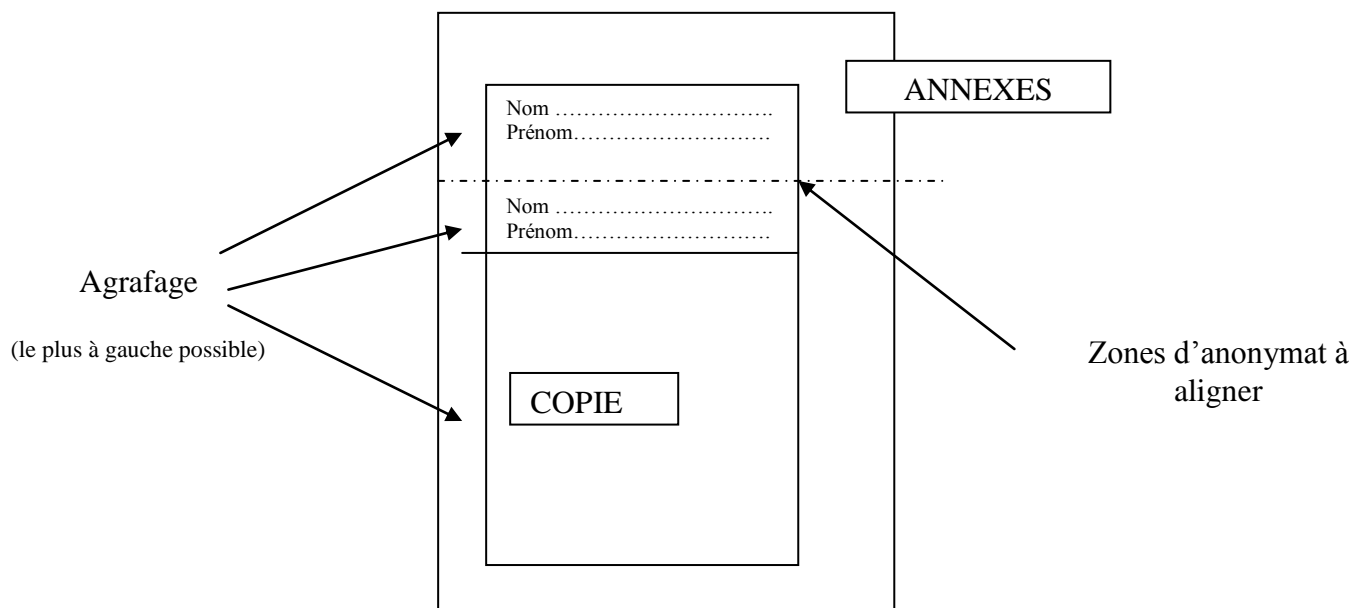 ANNEXES
Nom ……………………………
Prénom…………………………
Nom ……………………………
Prénom…………………………
Agrafage
(le plus à gauche possible)
COPIE
Zones d’anonymat à
aligner